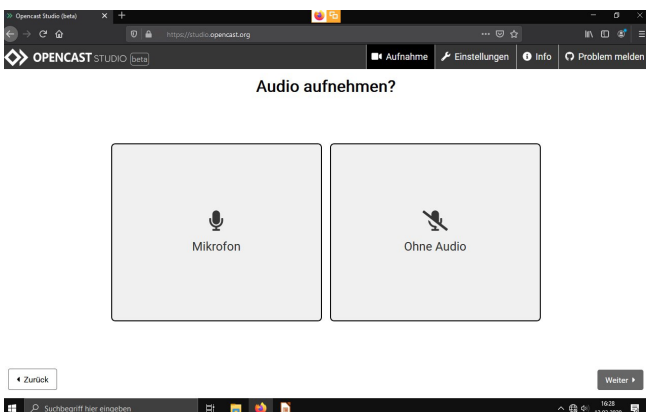 Opencast Studio (beta)
https://studio.opencast.org
OPENCAST STUDIO beta
Aufnahme
Einstellungen
Info
Problem melden
Audio aufnehmen?
Mikrofon
Ohne Audio
Zurück
Weiter
Suchbegriff hier eingeben
16:28